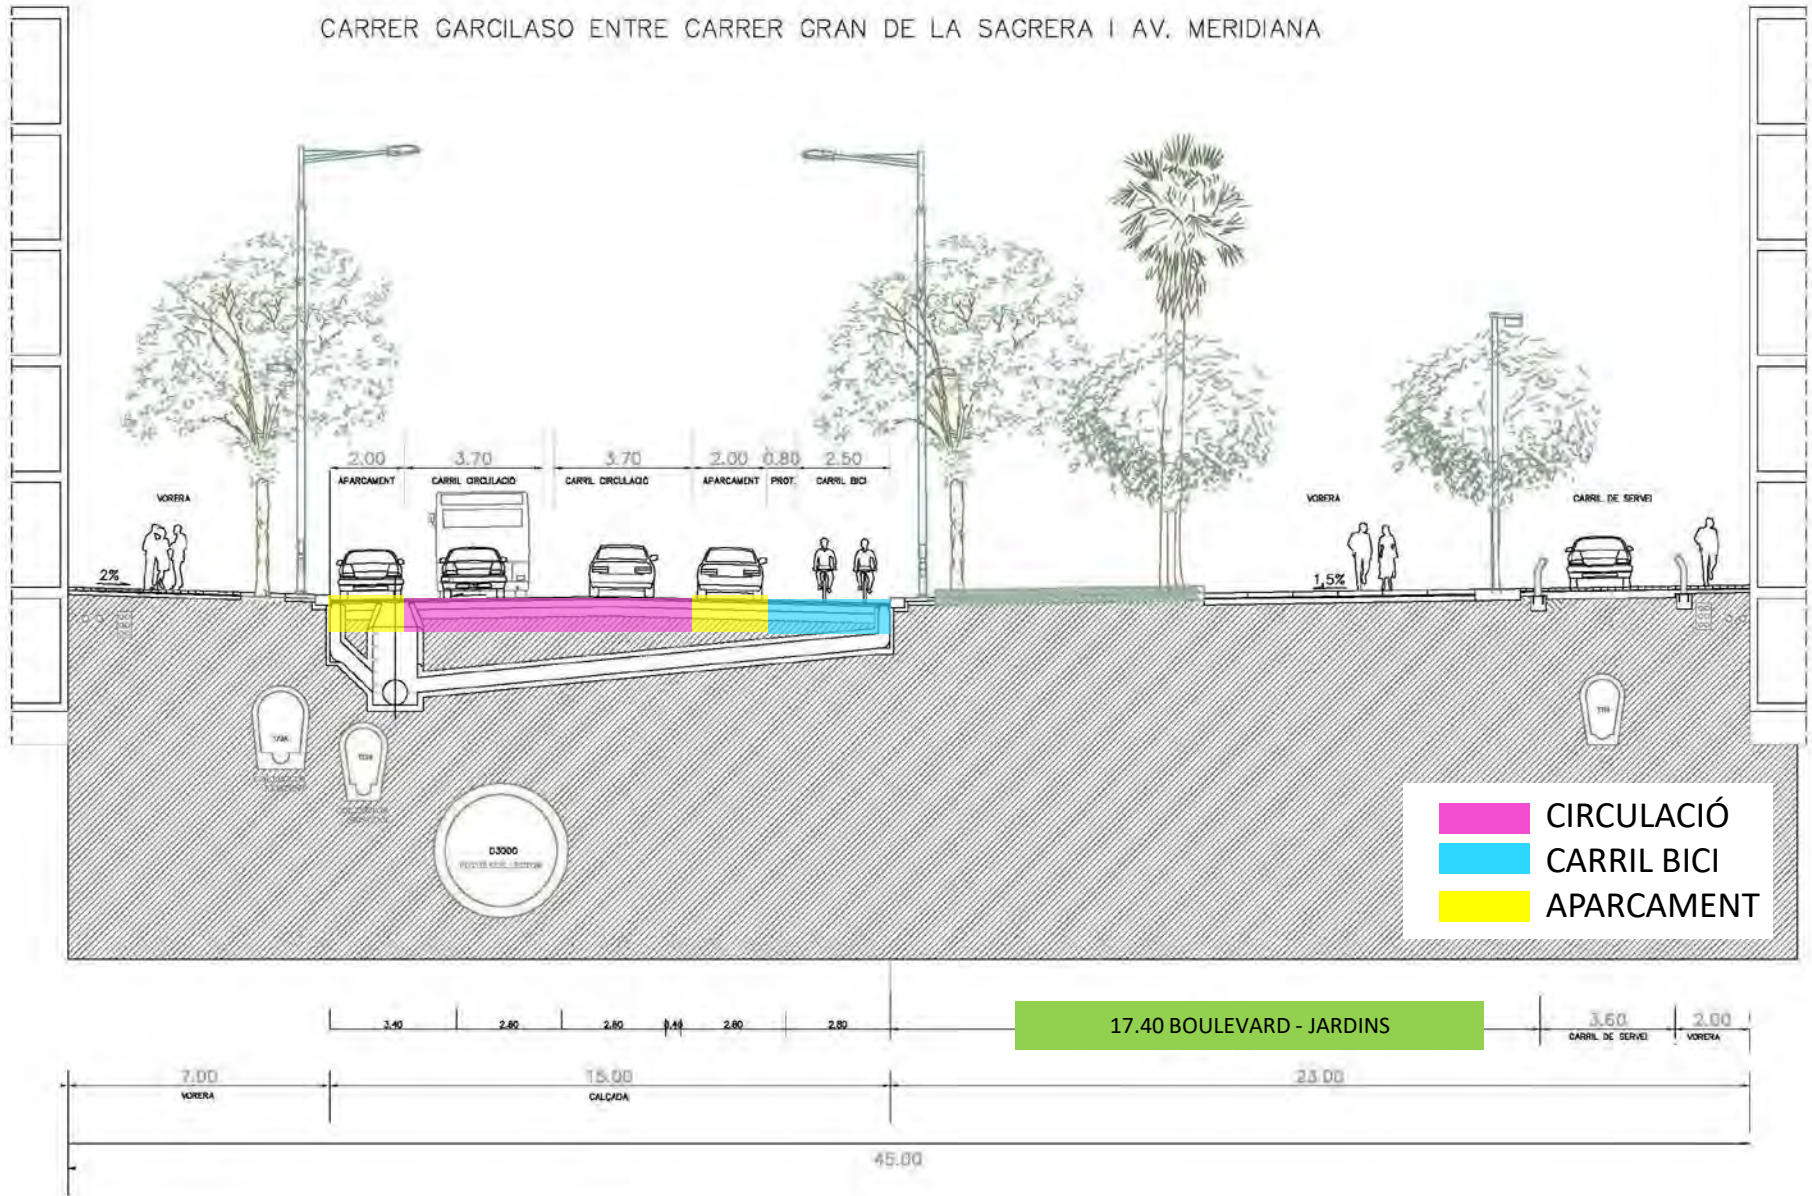 CARRER GARCILASO ENTRE CARRER GRAN DE LA SAGRERA I AV. MERIDIANA
2.00 3.70 3.70 2.00 0.80 2.50
APARCAMENT CARRIL CIRCULACIÓ CARRIL CIRCULACIÓ APARCAMENT PROT. CARRIL BICI
VORERA VORERA CARRIL DE SERVEI
2% 1,5%
D3000
CIRCULACIÓ
CARRIL BICI
APARCAMENT
3.40 2.80 2.80 0.40 2.80 2.80
17.40 BOULEVARD - JARDINS
3.60 2.00
CARRIL DE SERVEI VORERA
7.00 15.00 23.00
VORERA CALÇADA
45.00